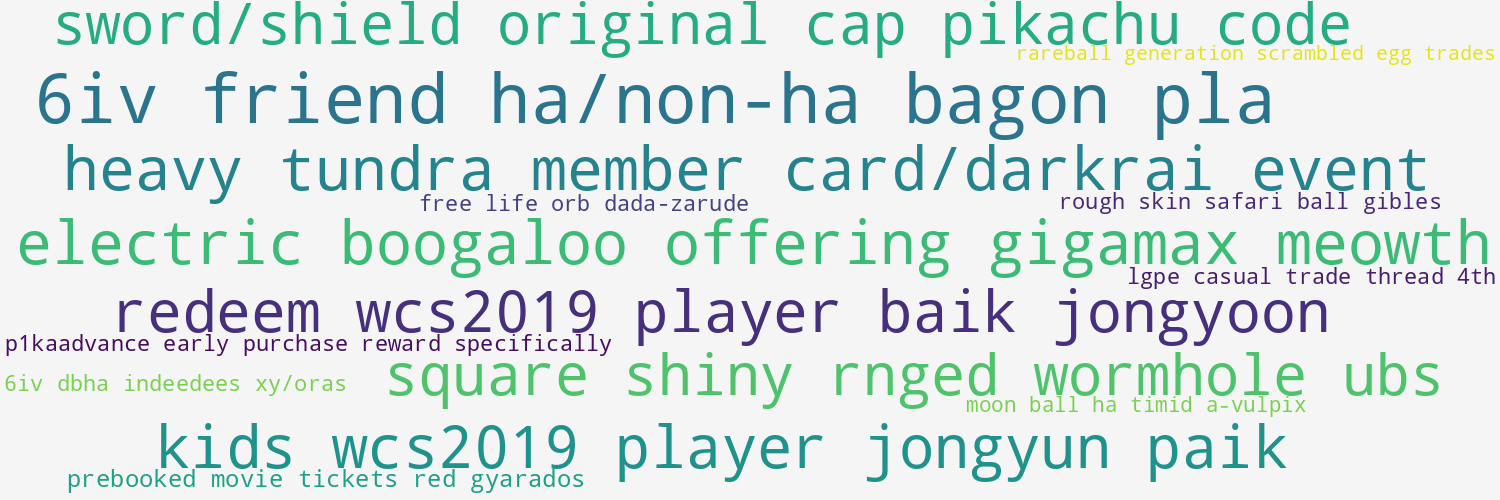 sword/shield original cap pikachu code
rareball generation scrambled egg trades
6iv friend ha/non-ha bagon pla
heavy tundra member card/darkrai event
free life orb dada-zarude
rough skin safari ball gibles
electric boogaloo offering gigamax meowth
lgpe casual trade thread 4th
redeem wcs2019 player baik jongyoon
p1kaadvance early purchase reward specifically
square shiny rnged wormhole ubs
6iv dbha indeedees xy/oras
moon ball ha timid a-vulpix
kids wcs2019 player jongyun paik
prebooked movie tickets red gyarados